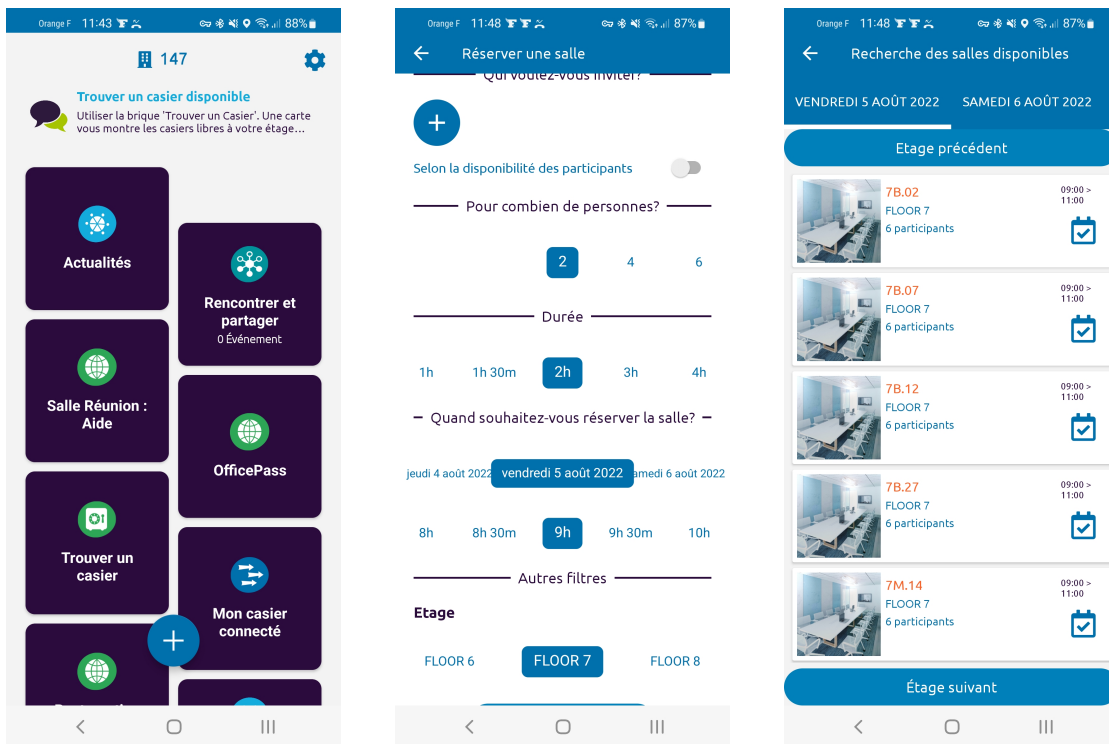 Orange F 11:43 88%
147
Trouver un casier disponible
Utiliser la brique 'Trouver un Casier'. Une carte
vous montre les casiers libres à votre étage...
Actualités
Rencontrer et
partager
0 Événement
Salle Réunion :
Aide
OfficePass
Trouver un
casier
Mon casier
connecté
Orange F 11:48 87%
Réserver une salle
Qui voulez-vous inviter?
Selon la disponibilité des participants
Pour combien de personnes?
2 4 6
Durée
1h 1h 30m 2h 3h 4h
Quand souhaitez-vous réserver la salle?
jeudi 4 août 2022 vendredi 5 août 2022 amedi 6 août 2022
8h 8h 30m 9h 9h 30m 10h
Autres filtres
Etage
FLOOR 6 FLOOR 7 FLOOR 8
Orange F 11:48 87%
Recherche des salles disponibles
VENDREDI 5 AOÛT 2022 SAMEDI 6 AOÛT 2022
Etage précédent
7B.02 09:00 >
FLOOR 7 11:00
6 participants
7B.07 09:00 >
FLOOR 7 11:00
6 participants
7B.12 09:00 >
FLOOR 7 11:00
6 participants
7B.27 09:00 >
FLOOR 7 11:00
6 participants
7M.14 09:00 >
FLOOR 7 11:00
6 participants
Étage suivant